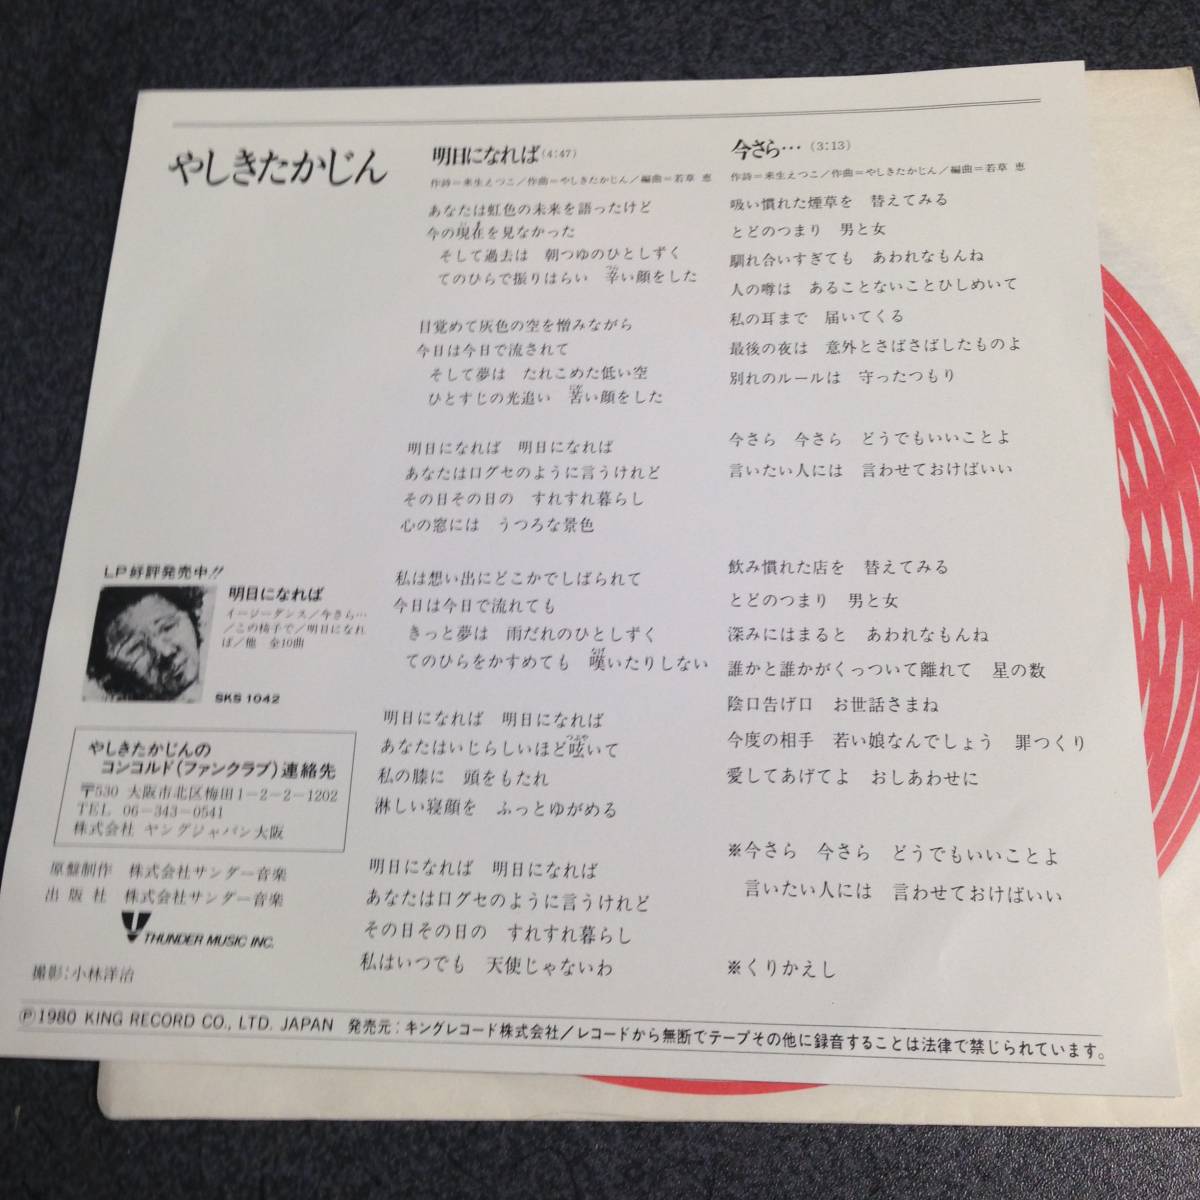 やしきたかじん
明日になれば(4:47)
作詩＝来生えつこ／作曲＝やしきたかじん／編曲＝若草 恵
あなたは虹色の未来を語ったけど
今の現在を見なかった
そして過去は 朝つゆのひとしずく
てのひらで振りはらい 辛い顔をした
目覚めて灰色の空を憎みながら
今日は今日で流されて
そして夢は たれこめた低い空
ひとすじの光追い 苦い顔をした
明日になれば 明日になれば
あなたは口グセのように言うけれど
その日その日の すれすれ暮らし
心の窓には うつろな景色
私は想い出にどこかでしばられて
今日は今日で流れても
きっと夢は 雨だれのひとしずく
てのひらをかすめても 嘆いたりしない
明日になれば 明日になれば
あなたはいじらしいほど呟いて
私の膝に 頭をもたれ
淋しい寝顔を ふっとゆがめる
明日になれば 明日になれば
あなたは口グセのように言うけれど
その日その日の すれすれ暮らし
私はいつでも 天使じゃないわ
今さら…(3:13)
作詩＝来生えつこ／作曲＝やしきたかじん／編曲＝若草 恵
吸い慣れた煙草を 替えてみる
とどのつまり 男と女
馴れ合いすぎても あわれなもんね
人の噂は あることないことひしめいて
私の耳まで 届いてくる
最後の夜は 意外とさばさばしたものよ
別れのルールは 守ったつもり
今さら 今さら どうでもいいことよ
言いたい人には 言わせておけばいい
飲み慣れた店を 替えてみる
とどのつまり 男と女
深みにはまると あわれなもんね
誰かと誰かがくっついて離れて 星の数
陰口告げ口 お世話さまね
今度の相手 若い娘なんでしょう 罪つくり
愛してあげてよ おしあわせに
※今さら 今さら どうでもいいことよ
言いたい人には 言わせておけばいい
※くりかえし
LP好評発売中!!
明日になれば
イージーダンス／今さら…
／この椅子で／明日になれ
ば／他 全10曲
SKS 1042
やしきたかじんの
コンコルド(ファンクラブ)連絡先
〒530 大阪市北区梅田1－2－2－1202
TEL 06－343－0541
株式会社 ヤングジャパン大阪
原盤制作 株式会社サンダー音楽
出版社 株式会社サンダー音楽
THUNDER MUSIC INC.
撮影：小林洋治
Ⓟ1980 KING RECORD CO., LTD. JAPAN 発売元：キングレコード株式会社／レコードから無断でテープその他に録音することは法律で禁じられています。